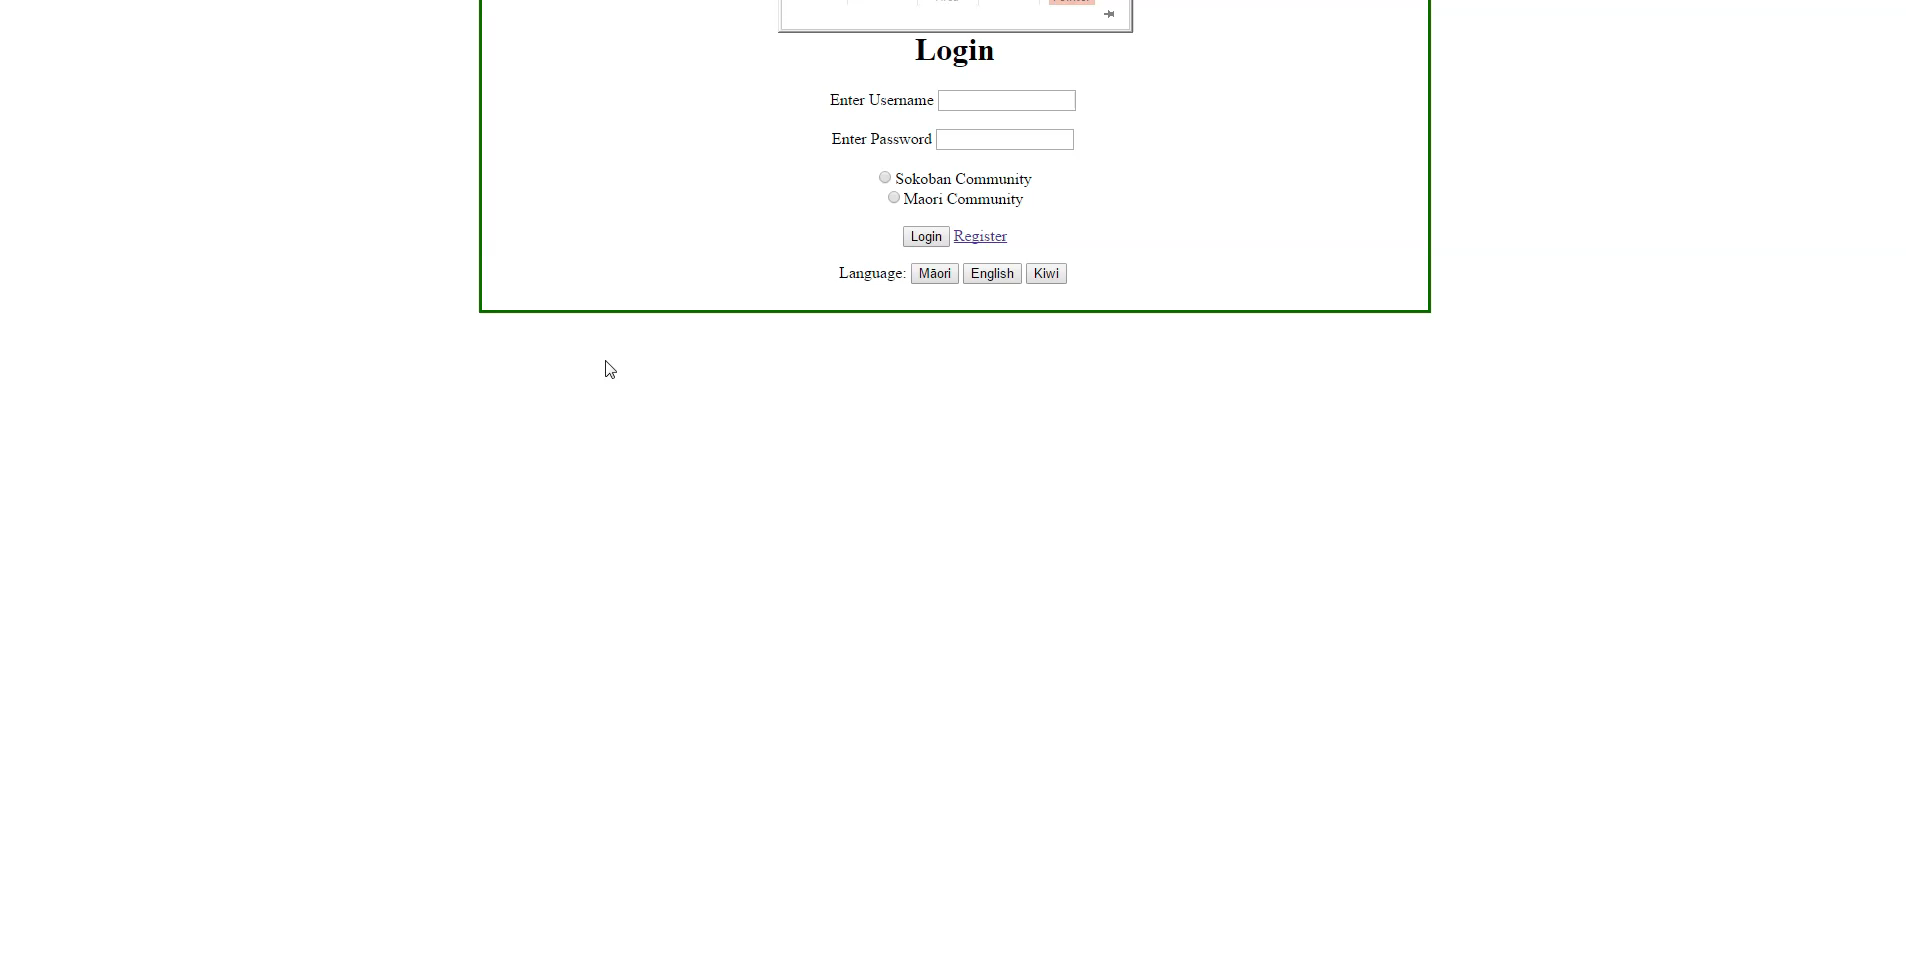 Login
Enter Username
Enter Password
Sokoban Community
Maori Community
Login Register
Language: Māori English Kiwi